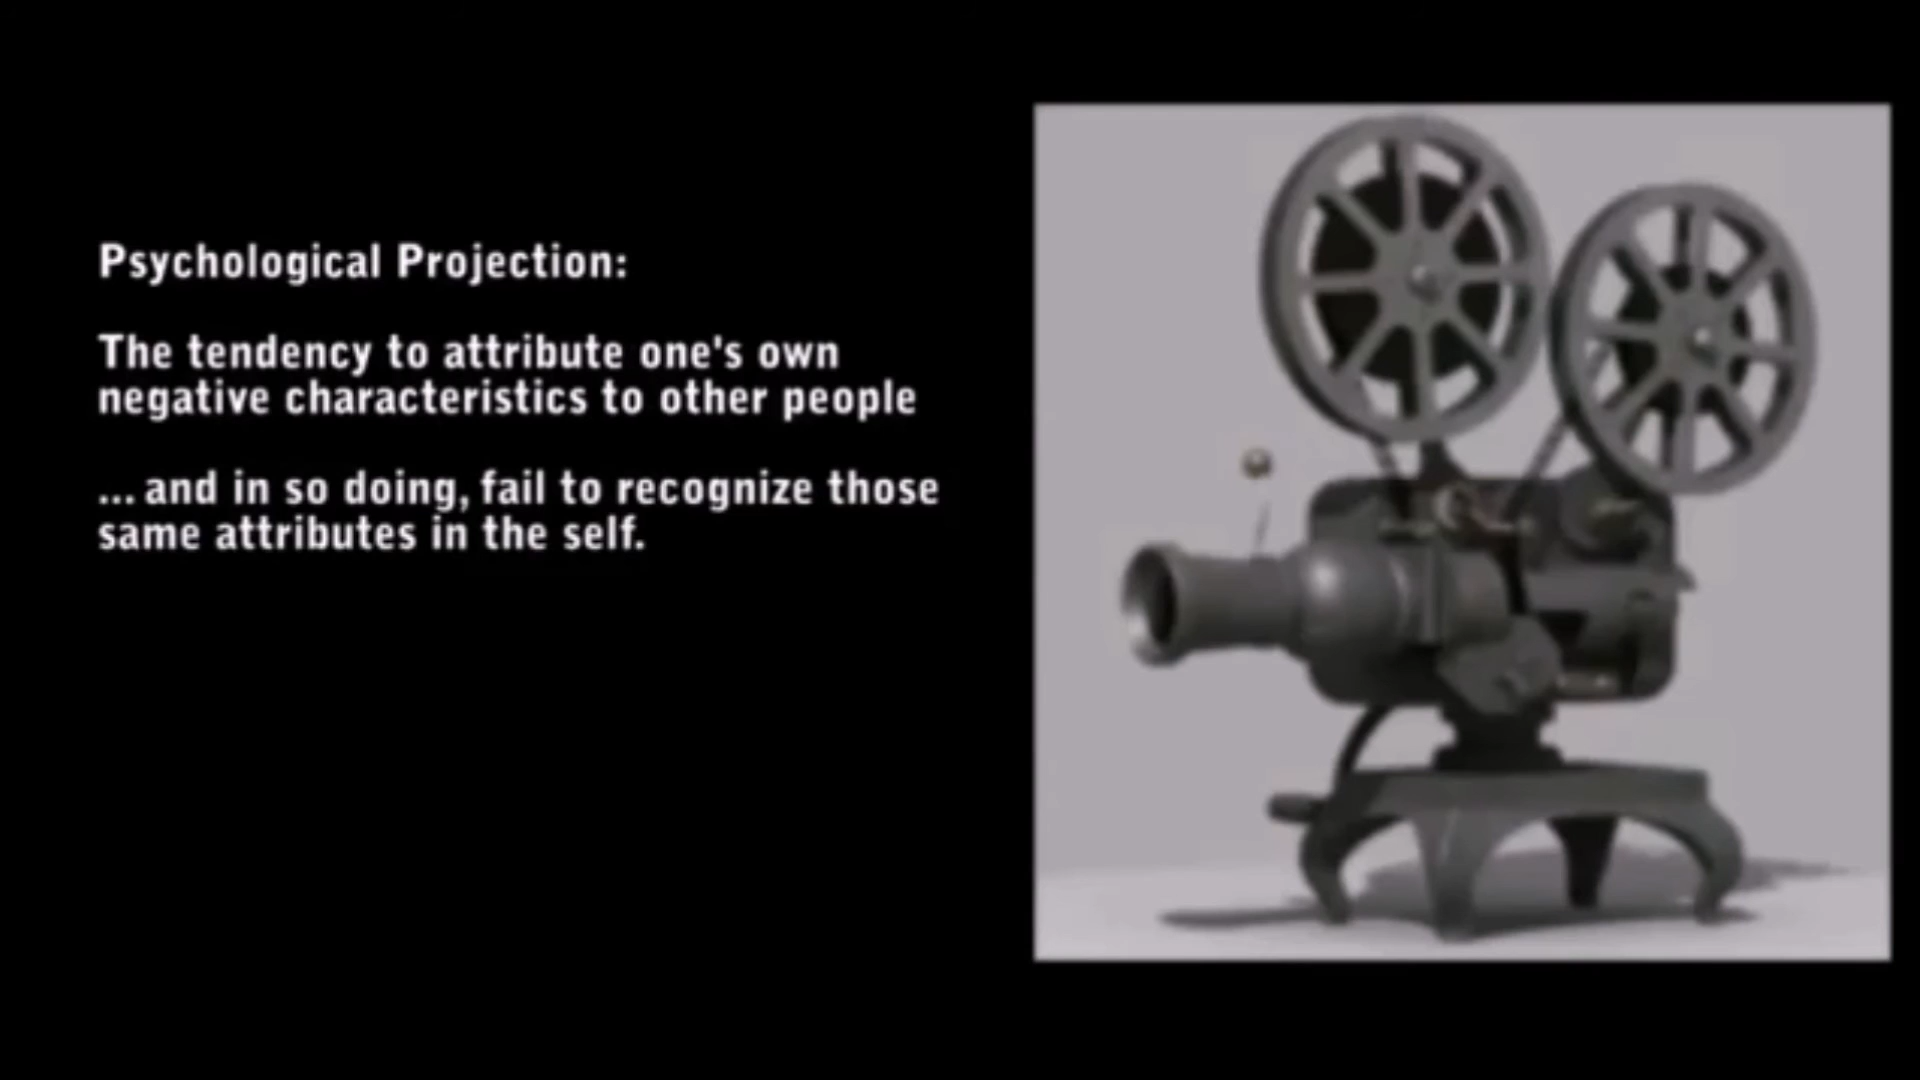 Psychological Projection:
The tendency to attribute one's own
negative characteristics to other people
... and in so doing, fail to recognize those
same attributes in the self.